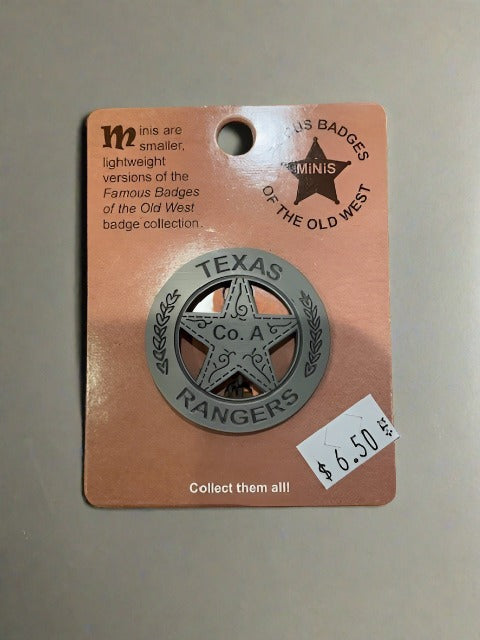 Minis are
smaller,
lightweight
versions of the
Famous Badges
of the Old West
badge collection.
BADGES
MiNiS
OF THE OLD WEST
TEXAS
Co. A
RANGERS
$ 6.50
Collect them all!